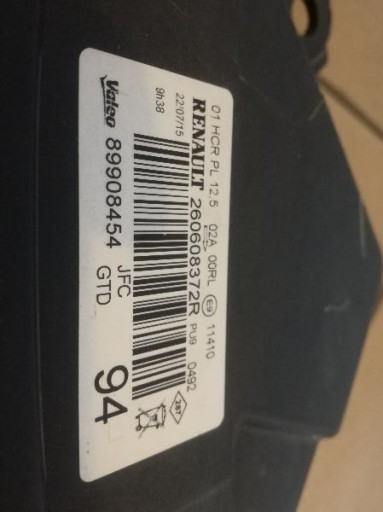 01 HCR PL 12.5 02A 00RL E9 11410
RENAULT 260608372R
22/07/15 PU9 0492
9h38 287
Valeo 89908454 JFC
GTD 94